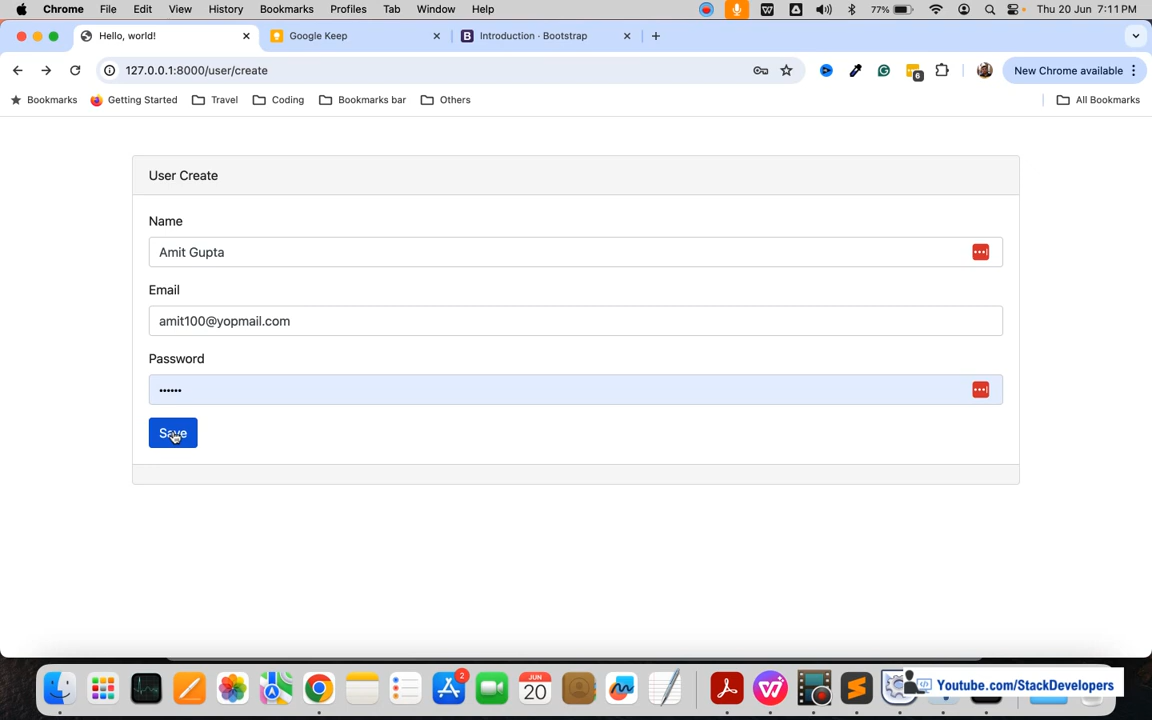 Chrome File Edit View History Bookmarks Profiles Tab Window Help 77% Thu 20 Jun 7:11 PM
Hello, world! Google Keep Introduction · Bootstrap
127.0.0.1:8000/user/create 6 New Chrome available
Bookmarks Getting Started Travel Coding Bookmarks bar Others All Bookmarks
User Create
Name
Amit Gupta
Email
amit100@yopmail.com
Password
••••••
Save
2
JUN
20
Youtube.com/StackDevelopers